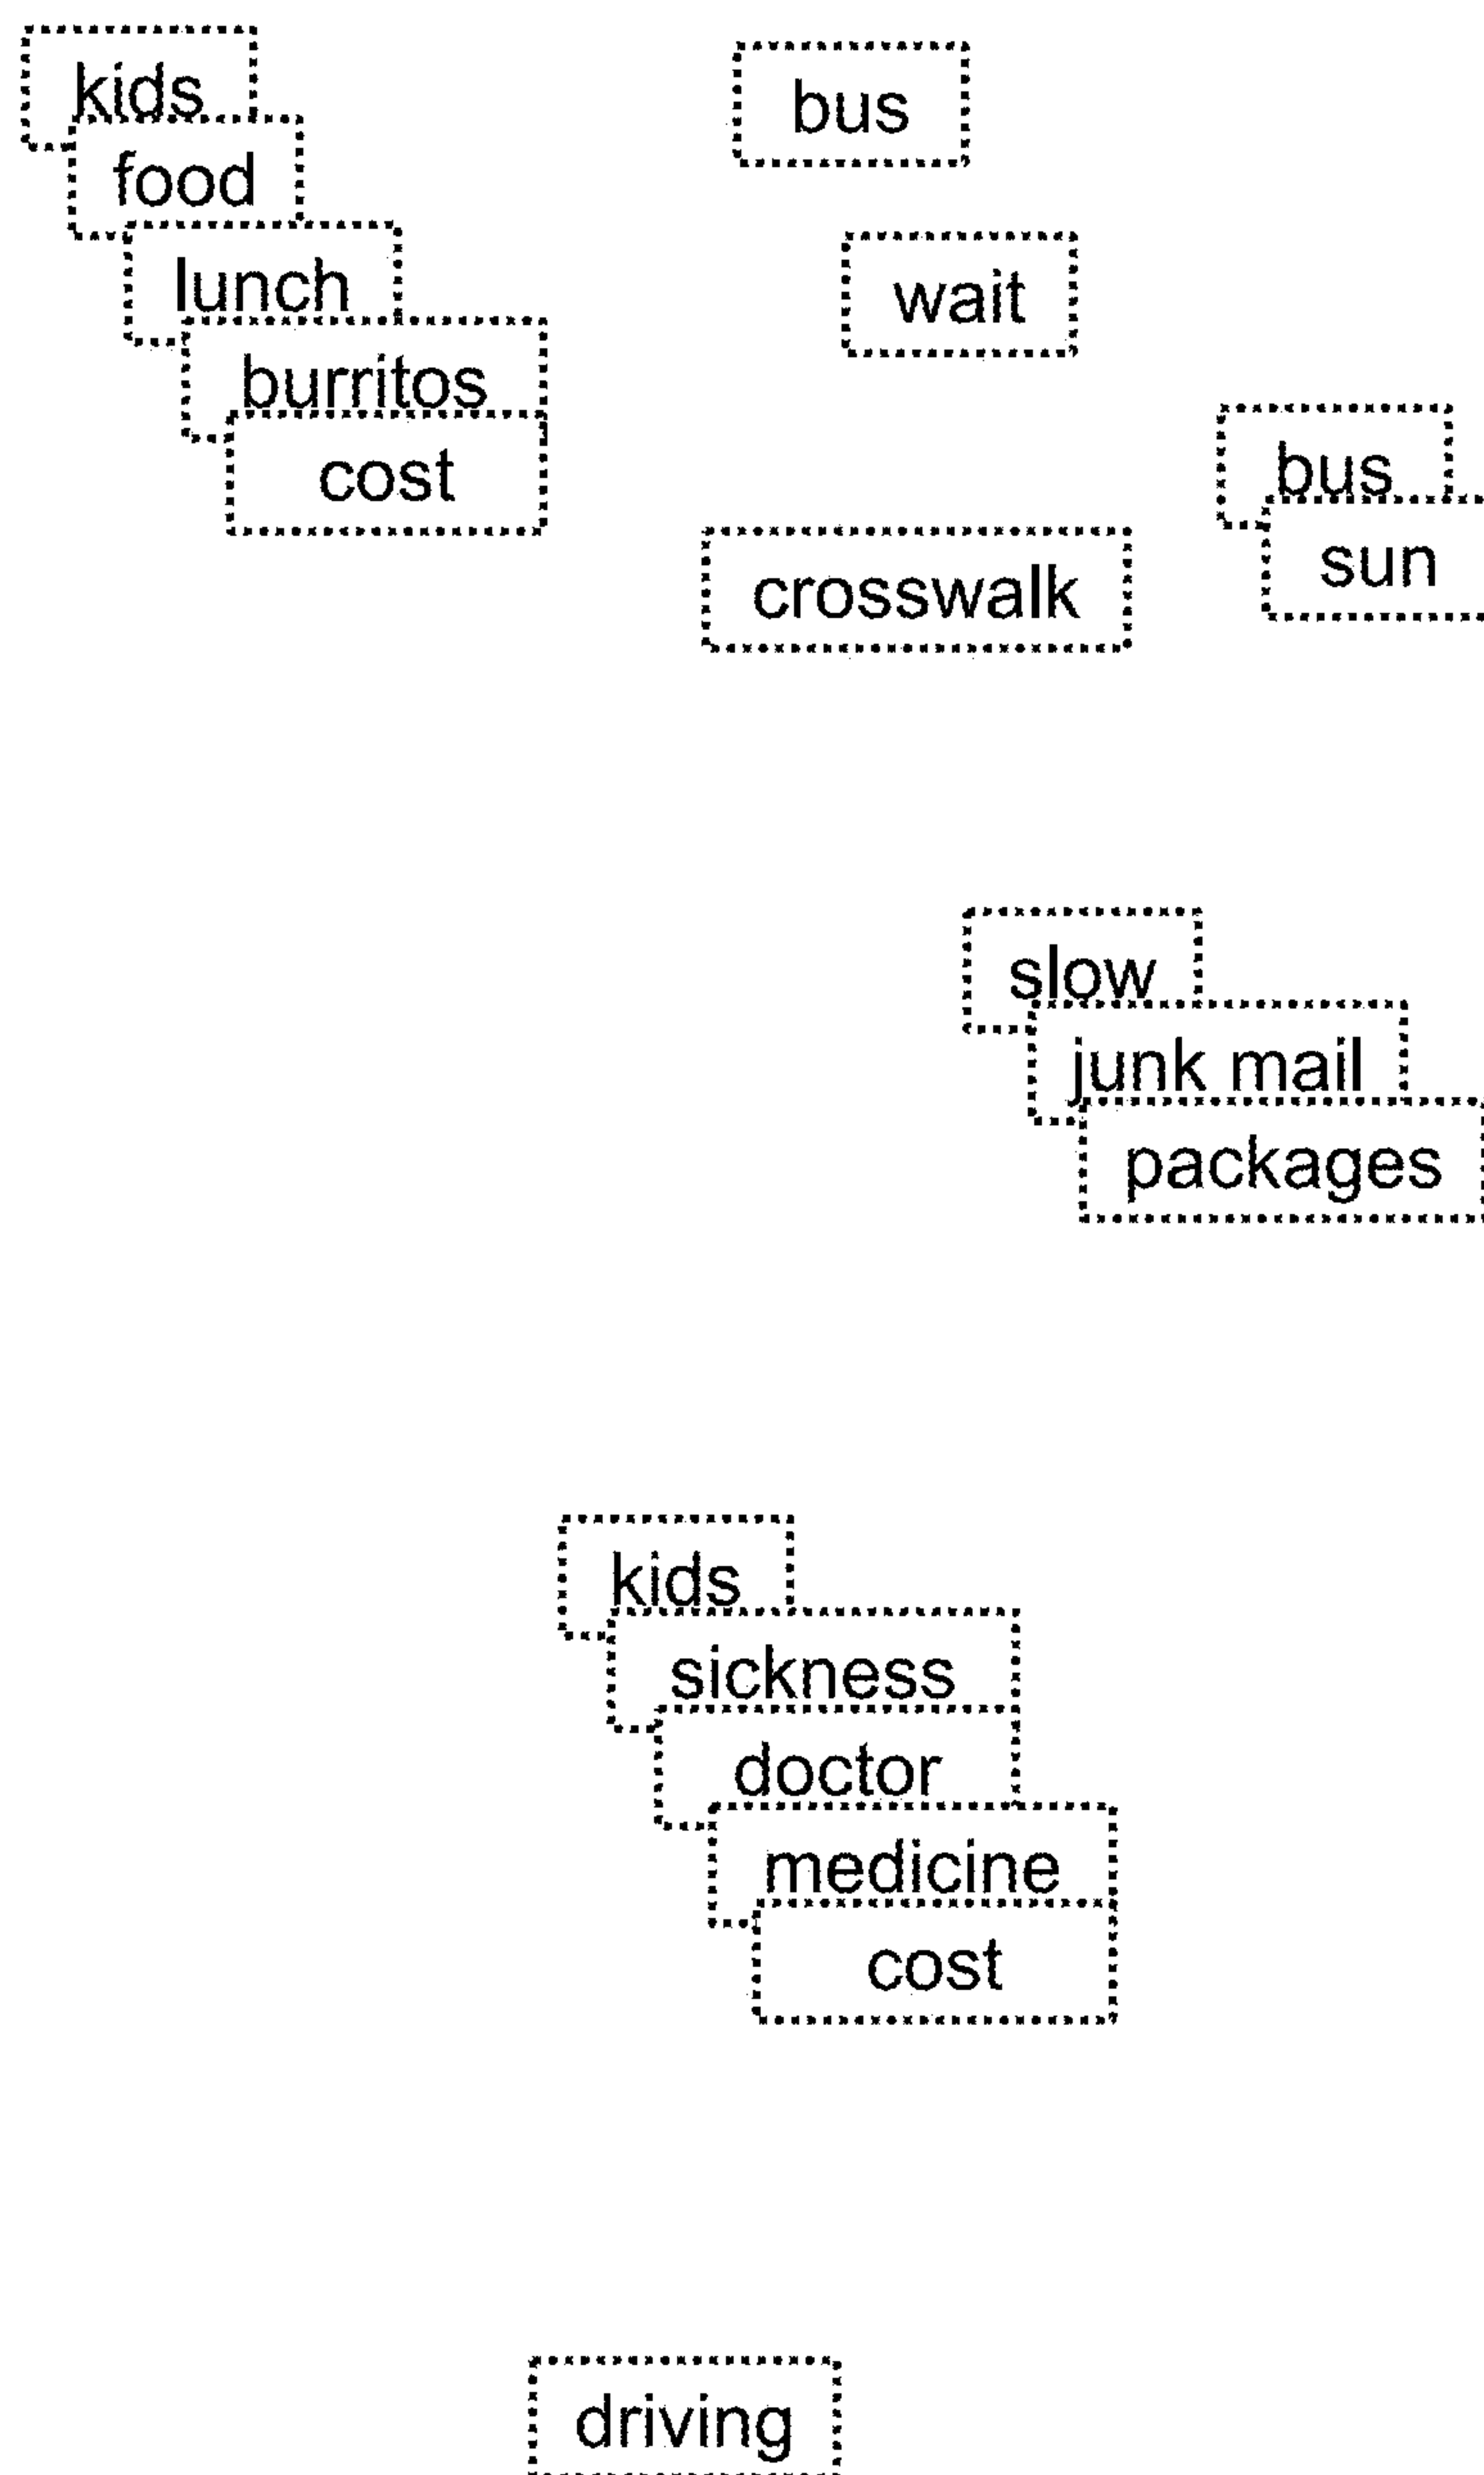 kids
food
lunch
burritos
cost
bus
wait
crosswalk
bus
sun
slow
junk mail
packages
kids
sickness
doctor
medicine
cost
driving